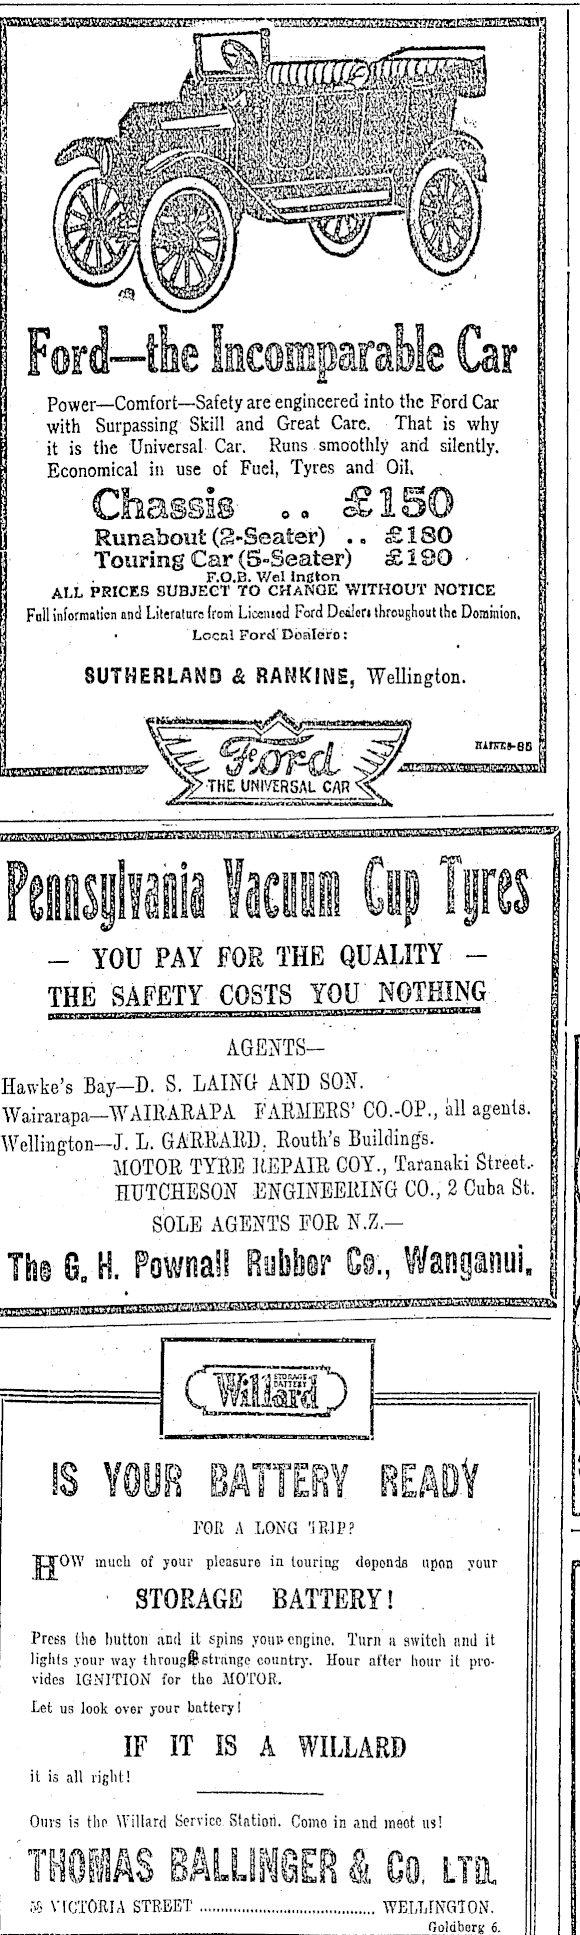 Ford—the Incomparable Car
Power—Comfort—Safety are engineered into the Ford Car
with Surpassing Skill and Great Care. That is why
it is the Universal Car. Runs smoothly and silently.
Economical in use of Fuel, Tyres and Oil.
Chassis .. £150
Runabout (2-Seater) .. £180
Touring Car (5-Seater) £190
F.O.B. Wel ington
ALL PRICES SUBJECT TO CHANGE WITHOUT NOTICE
Full information and Literature from Licensed Ford Dealers throughout the Dominion.
Local Ford Dealers:
SUTHERLAND & RANKINE, Wellington.
HAINES-85
Ford
THE UNIVERSAL CAR
Pennsylvania Vacuum Cup Tyres
— YOU PAY FOR THE QUALITY —
THE SAFETY COSTS YOU NOTHING
AGENTS—
Hawke's Bay—D. S. LAING AND SON.
Wairarapa—WAIRARAPA FARMERS' CO.-OP., all agents.
Wellington—J. L. GARRARD, Routh's Buildings.
MOTOR TYRE REPAIR COY., Taranaki Street.
HUTCHESON ENGINEERING CO., 2 Cuba St.
SOLE AGENTS FOR N.Z.—
The G. H. Pownall Rubber Co., Wanganui.
Willard
STORAGE
BATTERY
IS YOUR BATTERY READY
FOR A LONG TRIP?
HOW much of your pleasure in touring depends upon your
STORAGE BATTERY!
Press the button and it spins your engine. Turn a switch and it
lights your way through strange country. Hour after hour it pro-
vides IGNITION for the MOTOR.
Let us look over your battery!
IF IT IS A WILLARD
it is all right!
Ours is the Willard Service Station. Come in and meet us!
THOMAS BALLINGER & Co. LTD.
56 VICTORIA STREET ........................................ WELLINGTON.
Goldberg 6.